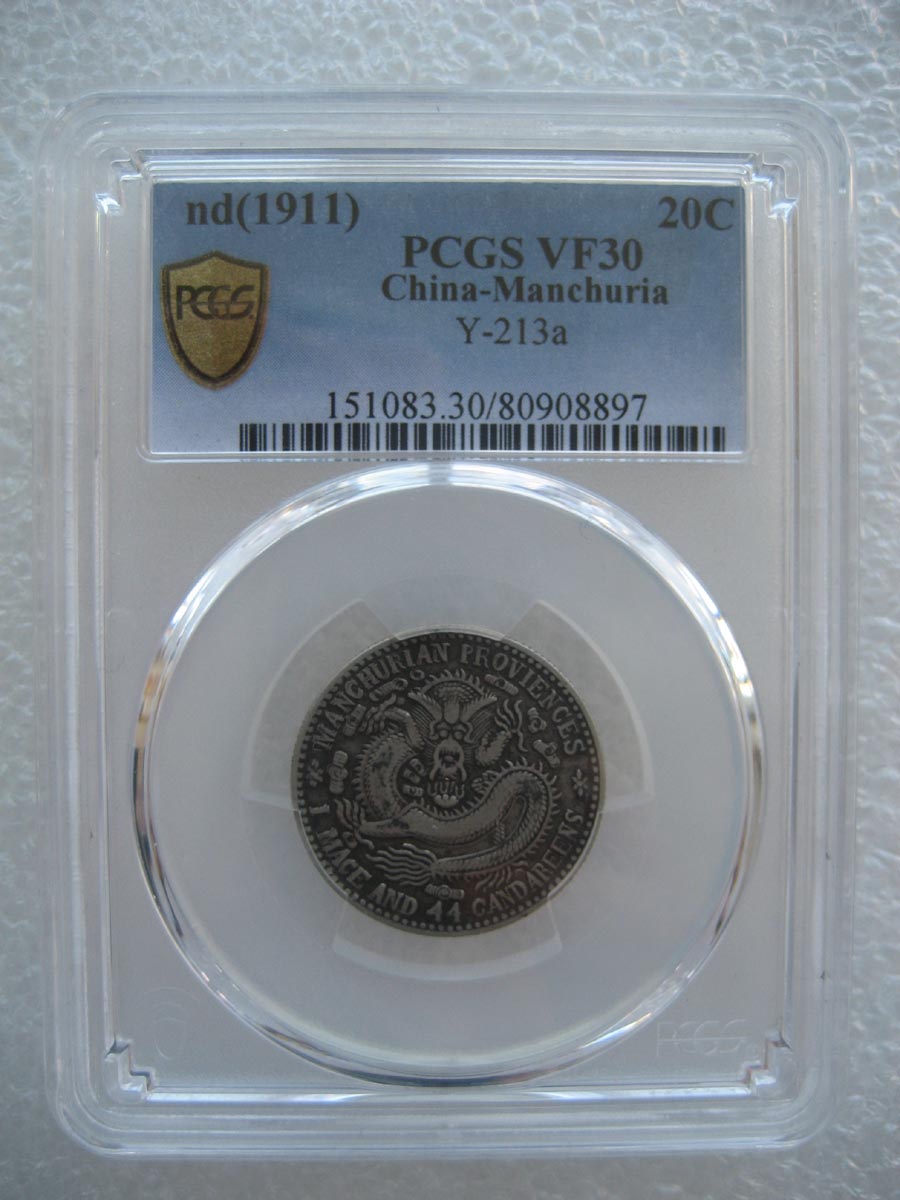 nd(1911) 20C
PCGS VF30
China-Manchuria
PCGS
Y-213a
151083.30/80908897
MANCHURIAN PROVIENCES
1 MACE AND 44 CANDAREENS
PCGS